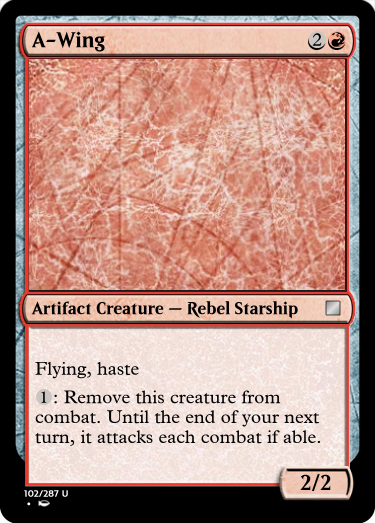 A-Wing 2
Artifact Creature — Rebel Starship
Flying, haste
1: Remove this creature from
combat. Until the end of your next
turn, it attacks each combat if able.
2/2
102/287 U